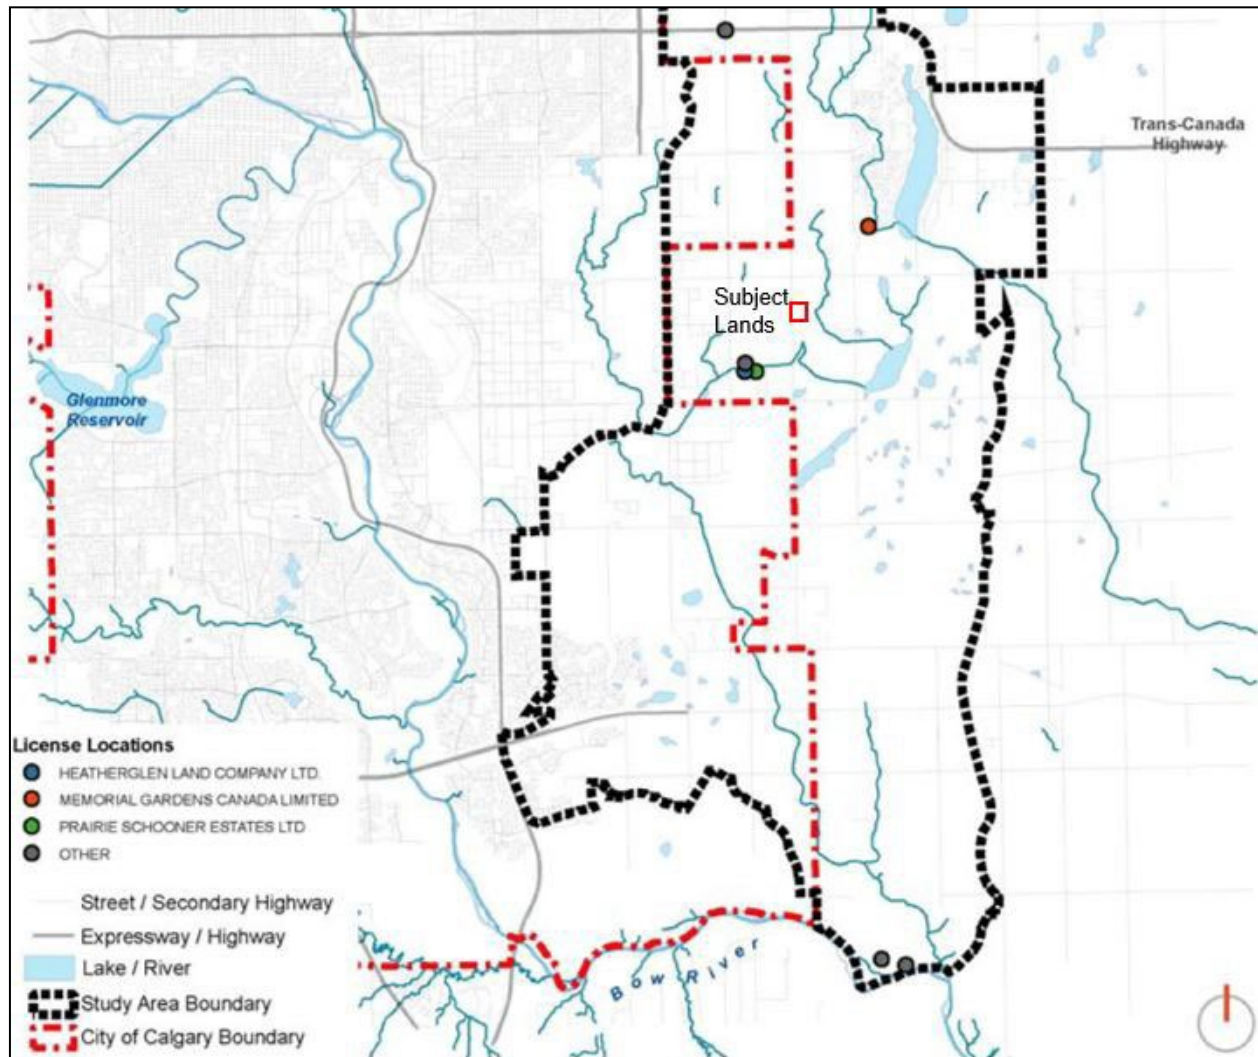 Trans-Canada
Highway
Subject
Lands
Glenmore
Reservoir
License Locations
HEATHERGLEN LAND COMPANY LTD.
MEMORIAL GARDENS CANADA LIMITED
PRAIRIE SCHOONER ESTATES LTD
OTHER
Street / Secondary Highway
Expressway / Highway
Lake / River
Study Area Boundary
City of Calgary Boundary
Bow River